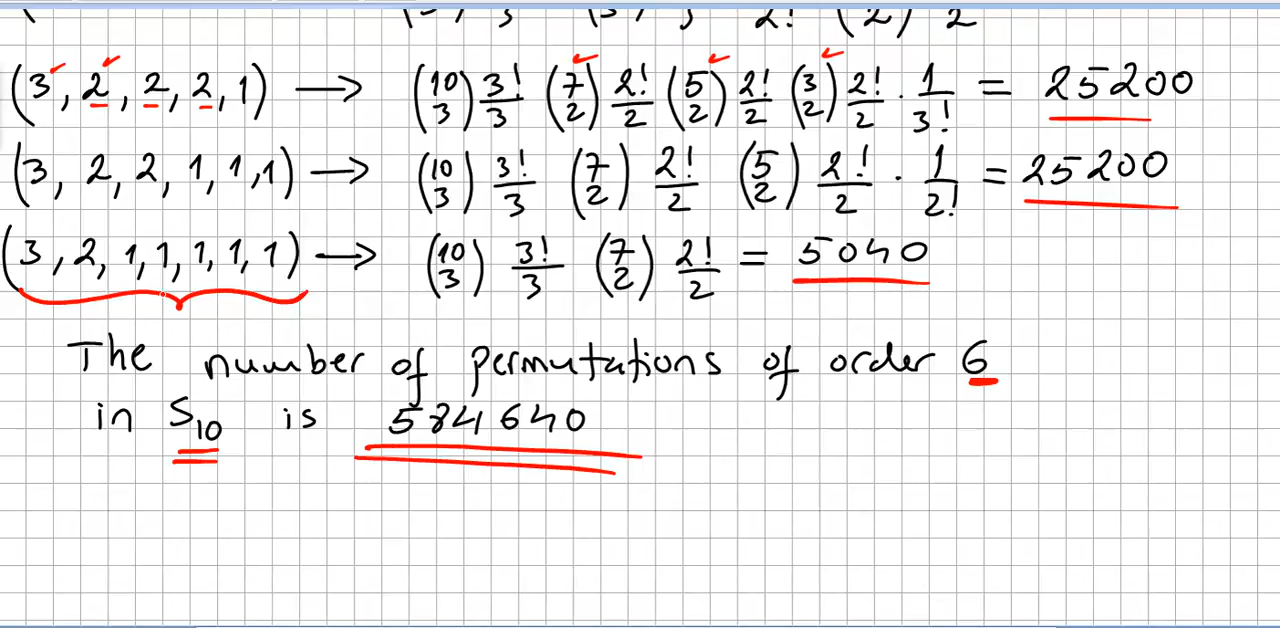 (3, 2, 2, 2, 1) → (10 3) 3!/3 (7 2) 2!/2 (5 2) 2!/2 (3 2) 2!/2 · 1/3! = 25200
(3, 2, 2, 1, 1, 1) → (10 3) 3!/3 (7 2) 2!/2 (5 2) 2!/2 · 1/2! = 25200
(3, 2, 1, 1, 1, 1, 1) → (10 3) 3!/3 (7 2) 2!/2 = 5040
The number of permutations of order 6
in S₁₀ is 584640